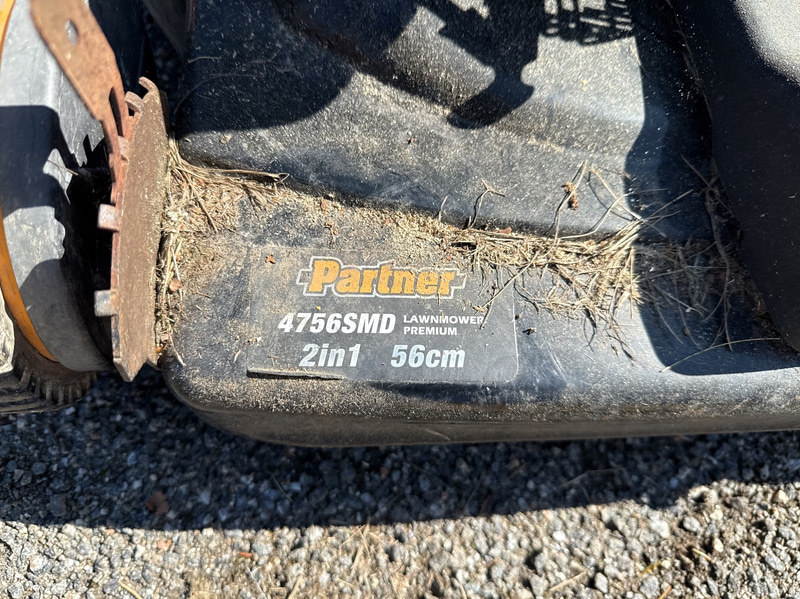 Partner
4756SMD LAWNMOWER
PREMIUM
2in1 56cm